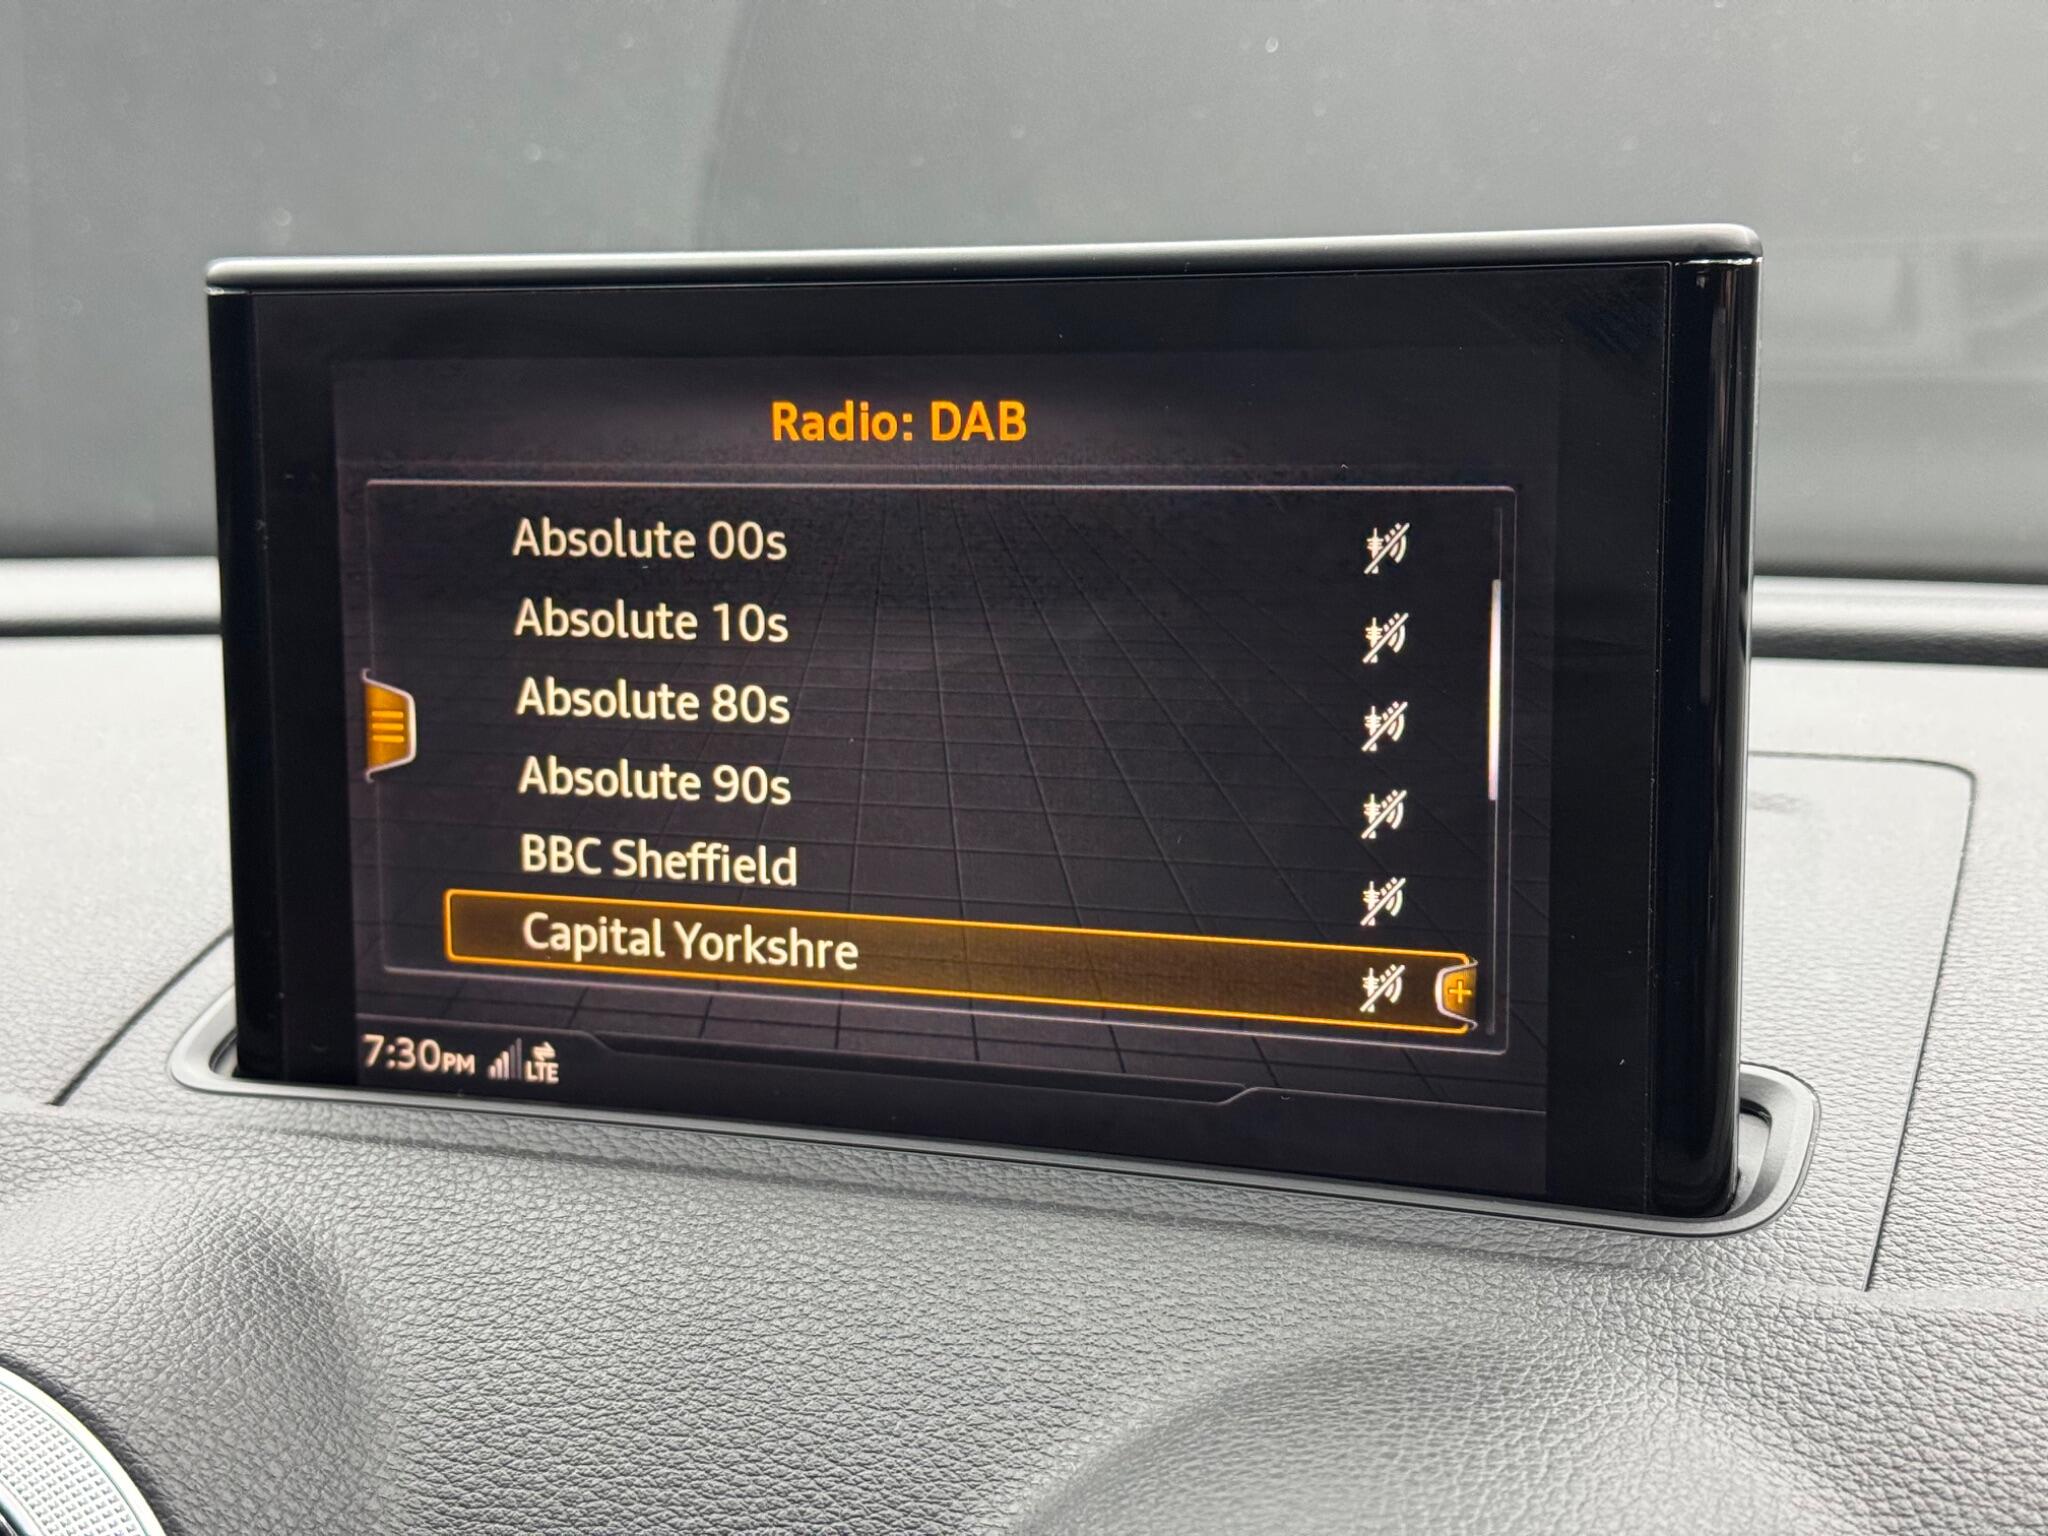 Radio: DAB
Absolute 00s
Absolute 10s
Absolute 80s
Absolute 90s
BBC Sheffield
Capital Yorkshre
7:30PM LTE